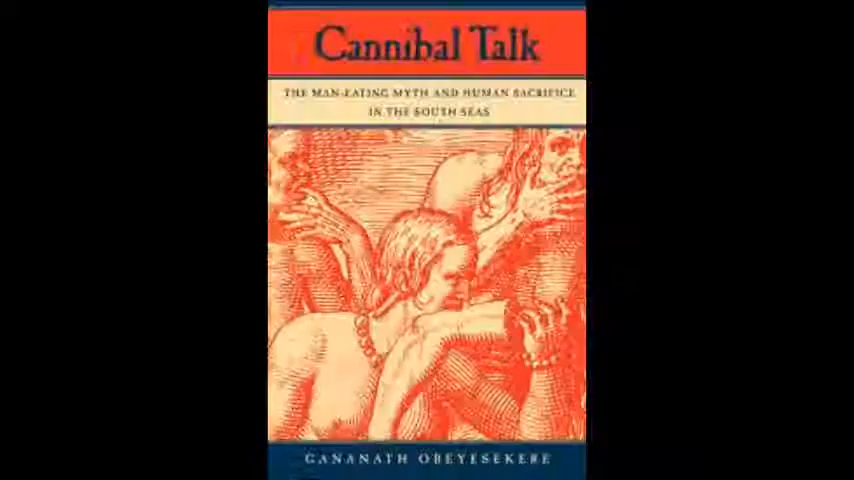 Cannibal Talk
THE MAN-EATING MYTH AND HUMAN SACRIFICE
IN THE SOUTH SEAS
GANANATH OBEYESEKERE